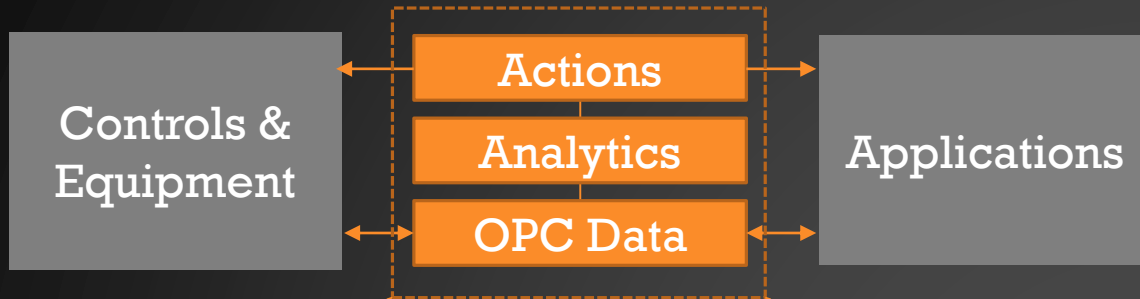 Controls &
Equipment
Actions
Analytics
OPC Data
Applications